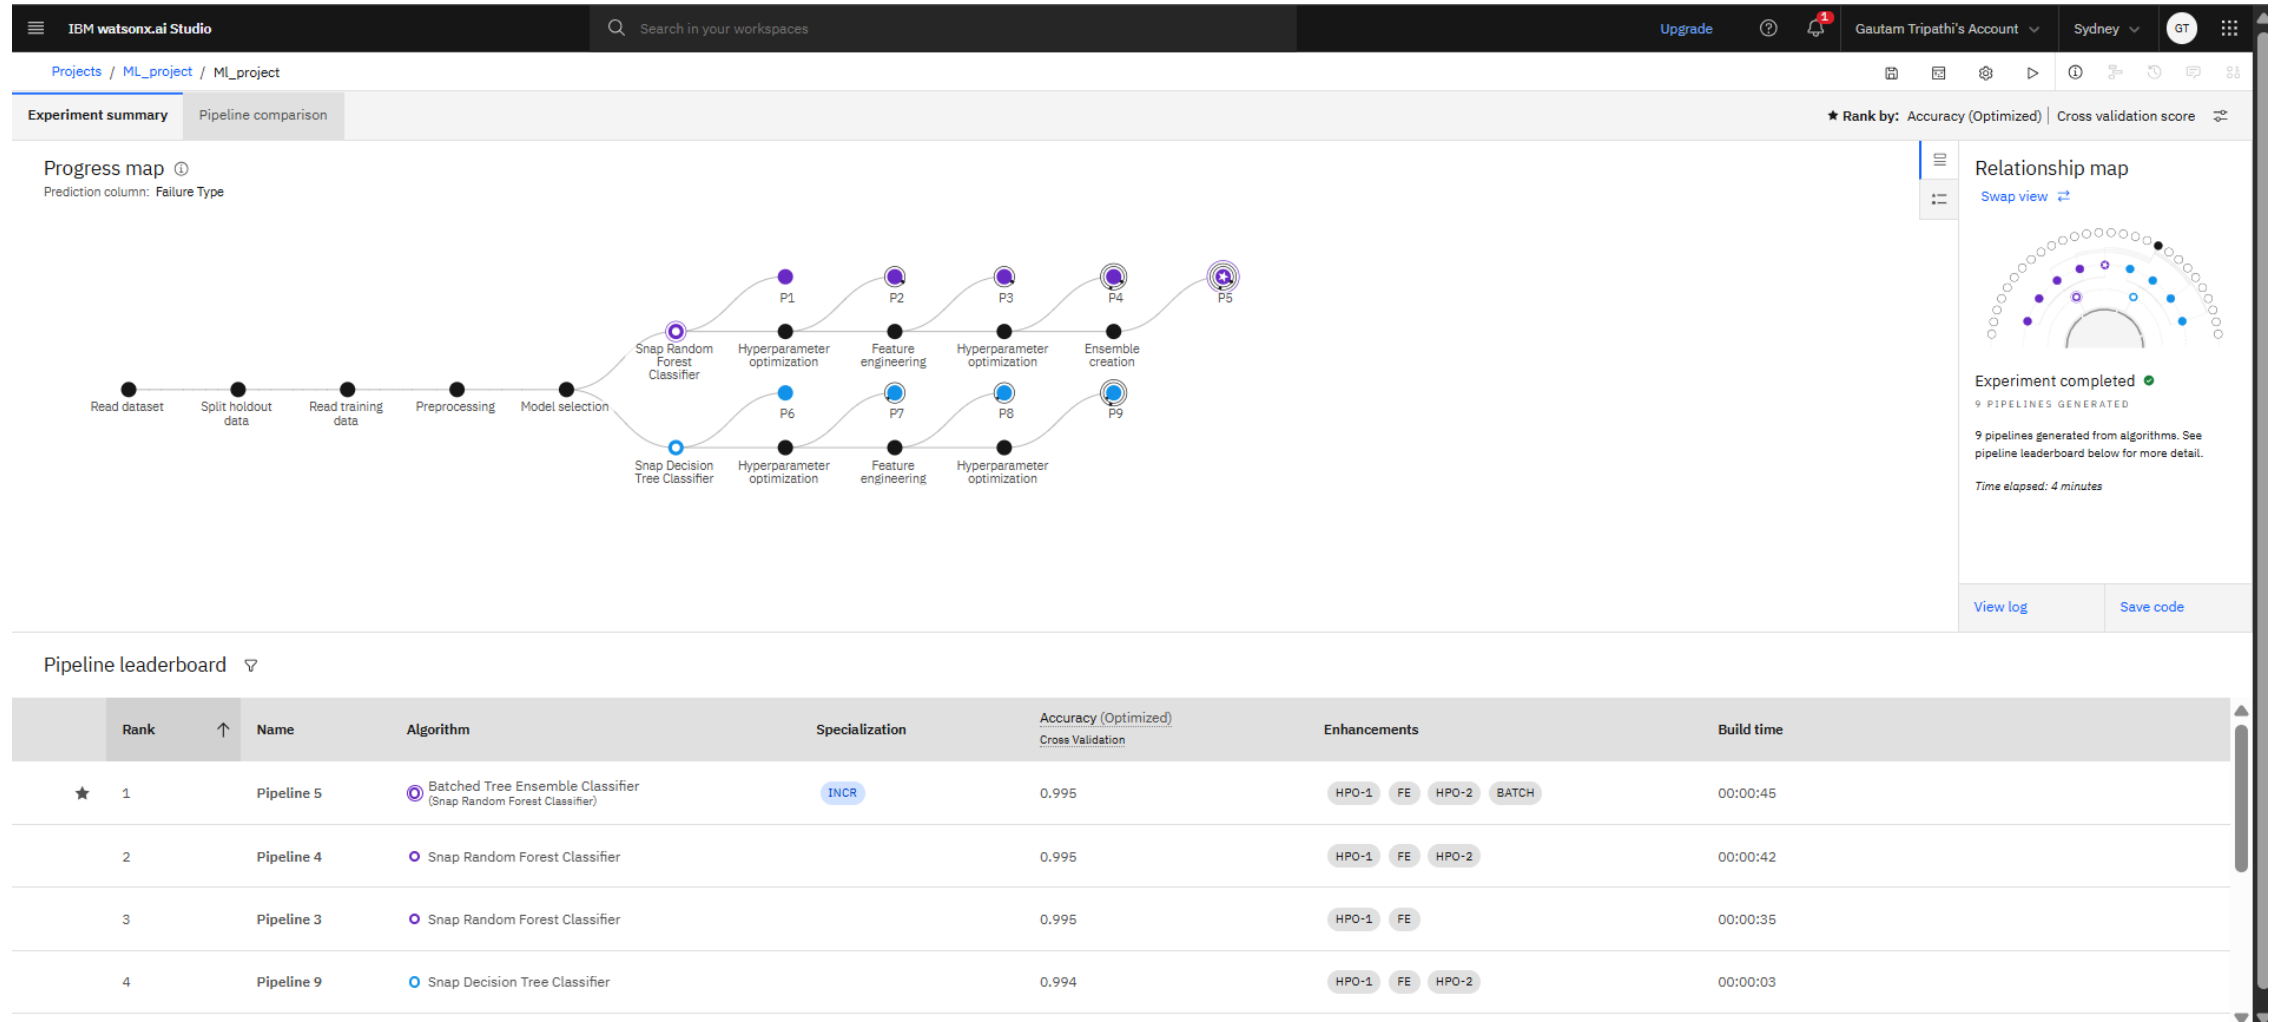 IBM watsonx.ai Studio
Search in your workspaces
Upgrade
1
Gautam Tripathi's Account
Sydney
GT
Projects / ML_project / Ml_project
Experiment summary
Pipeline comparison
Rank by: Accuracy (Optimized) | Cross validation score
Progress map
Prediction column: Failure Type
P1
P2
P3
P4
P5
Snap Random
Forest
Classifier
Hyperparameter
optimization
Feature
engineering
Hyperparameter
optimization
Ensemble
creation
Read dataset
Split holdout
data
Read training
data
Preprocessing
Model selection
P6
P7
P8
P9
Snap Decision
Tree Classifier
Hyperparameter
optimization
Feature
engineering
Hyperparameter
optimization
Relationship map
Swap view
Experiment completed
9 PIPELINES GENERATED
9 pipelines generated from algorithms. See
pipeline leaderboard below for more detail.
Time elapsed: 4 minutes
View log
Save code
Pipeline leaderboard
Rank
Name
Algorithm
Specialization
Accuracy (Optimized)
Cross Validation
Enhancements
Build time
1
Pipeline 5
Batched Tree Ensemble Classifier
(Snap Random Forest Classifier)
INCR
0.995
HPO-1 FE HPO-2 BATCH
00:00:45
2
Pipeline 4
Snap Random Forest Classifier
0.995
HPO-1 FE HPO-2
00:00:42
3
Pipeline 3
Snap Random Forest Classifier
0.995
HPO-1 FE
00:00:35
4
Pipeline 9
Snap Decision Tree Classifier
0.994
HPO-1 FE HPO-2
00:00:03